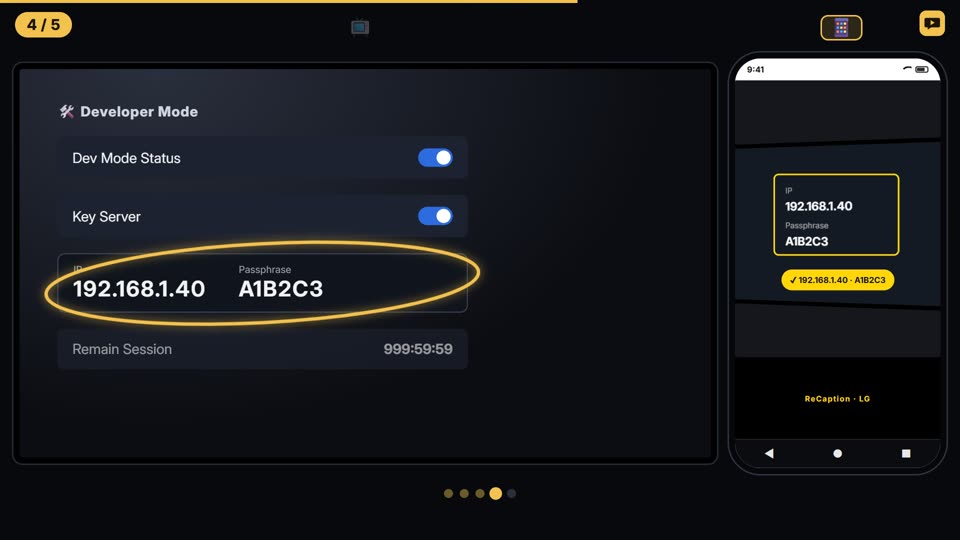 4 / 5
Developer Mode
Dev Mode Status
Key Server
IP
Passphrase
192.168.1.40
A1B2C3
Remain Session
999:59:59
9:41
IP
192.168.1.40
Passphrase
A1B2C3
✓ 192.168.1.40 · A1B2C3
ReCaption · LG